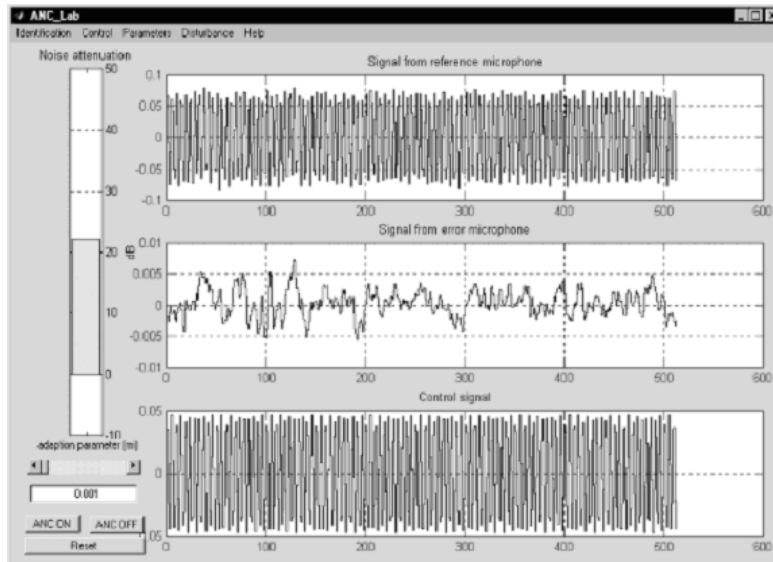 ANC_Lab
Identification Control Parameters Disturbance Help
Noise attenuation
50
40
30
20
dB
10
0
-10
adaption parameter (mi)
0.001
ANC ON ANC OFF
Reset
Signal from reference microphone
0.1
0.05
0
-0.05
-0.1
0 100 200 300 400 500 600
Signal from error microphone
0.01
0.005
0
-0.005
-0.01
0 100 200 300 400 500 600
Control signal
0.05
0
0.05
0 100 200 300 400 500 600